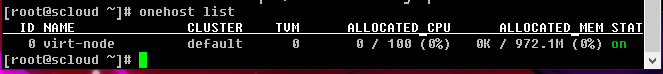 [root@scloud ~]# onehost list
ID NAME CLUSTER TVM ALLOCATED_CPU ALLOCATED_MEM STAT
0 virt-node default 0 0 / 100 (0%) 0K / 972.1M (0%) on
[root@scloud ~]#